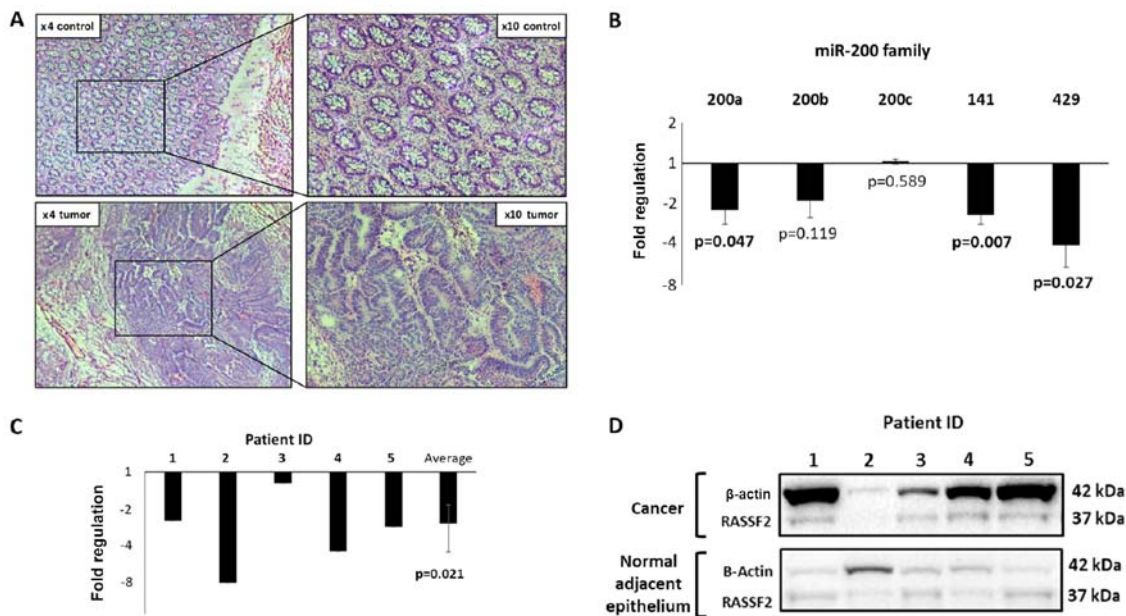 A
x4 control
x10 control
x4 tumor
x10 tumor
B
miR-200 family
200a 200b 200c 141 429
Fold regulation
2
1
-2
-4
-8
p=0.047
p=0.119
p=0.589
p=0.007
p=0.027
C
Patient ID
1 2 3 4 5 Average
Fold regulation
1
-2
-4
-8
p=0.021
D
Patient ID
1 2 3 4 5
Cancer
β-actin 42 kDa
RASSF2 37 kDa
Normal
adjacent
epithelium
B-Actin 42 kDa
RASSF2 37 kDa